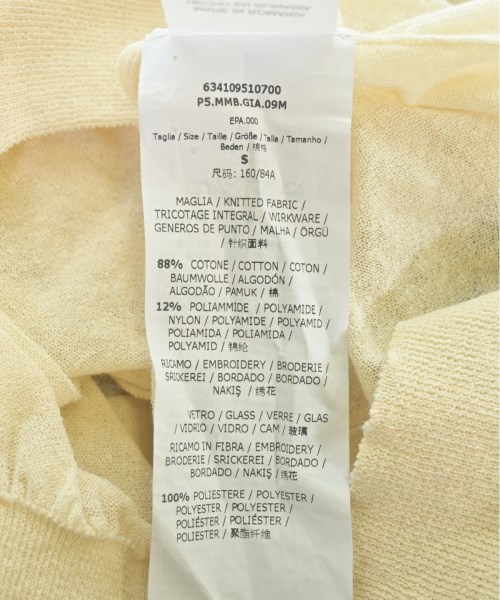 634109510700
P5.MMB.GIA.09M
EPA.000
Taglia / Size / Taille / Größe / Talla / Tamanho /
Beden /
S
尺码: 160/84A
MAGLIA / KNITTED FABRIC /
TRICOTAGE INTEGRAL / WIRKWARE /
GENEROS DE PUNTO / MALHA / ÖRGÜ
/ 针织面料
88% COTONE / COTTON / COTON /
BAUMWOLLE / ALGODÓN /
ALGODÃO / PAMUK / 棉
12% POLIAMMIDE / POLYAMIDE /
NYLON / POLYAMIDE / POLYAMID /
POLIAMIDA / POLIAMIDA /
POLYAMID / 锦纶
RICAMO / EMBROIDERY / BRODERIE /
SRICKEREI / BORDADO / BORDADO /
NAKIŞ / 绣花
VETRO / GLASS / VERRE / GLAS
/ VIDRIO / VIDRO / CAM / 玻璃
RICAMO IN FIBRA / EMBROIDERY /
BRODERIE / SRICKEREI / BORDADO /
BORDADO / NAKIŞ / 绣花
100% POLIESTERE / POLYESTER /
POLYESTER / POLYESTER /
POLIÉSTER / POLIÉSTER /
POLIESTER / 聚酯纤维